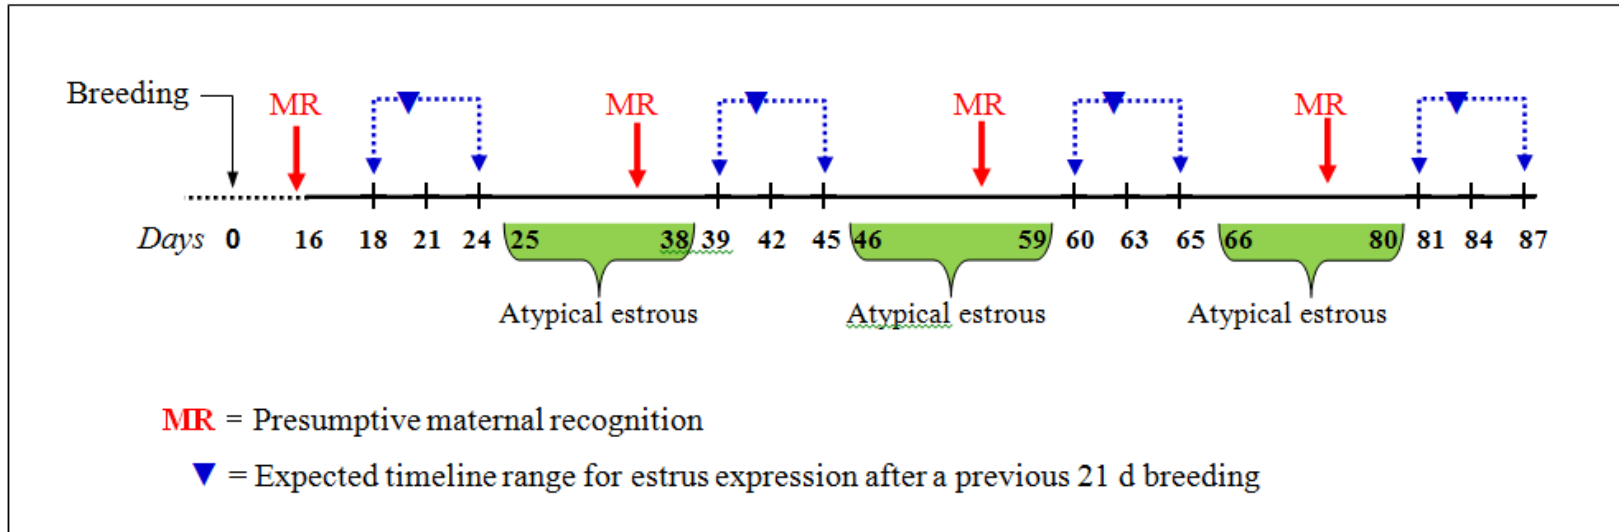 Breeding
MR MR MR MR
Days 0 16 18 21 24 25 38 39 42 45 46 59 60 63 65 66 80 81 84 87
Atypical estrous Atypical estrous Atypical estrous
MR = Presumptive maternal recognition
= Expected timeline range for estrus expression after a previous 21 d breeding